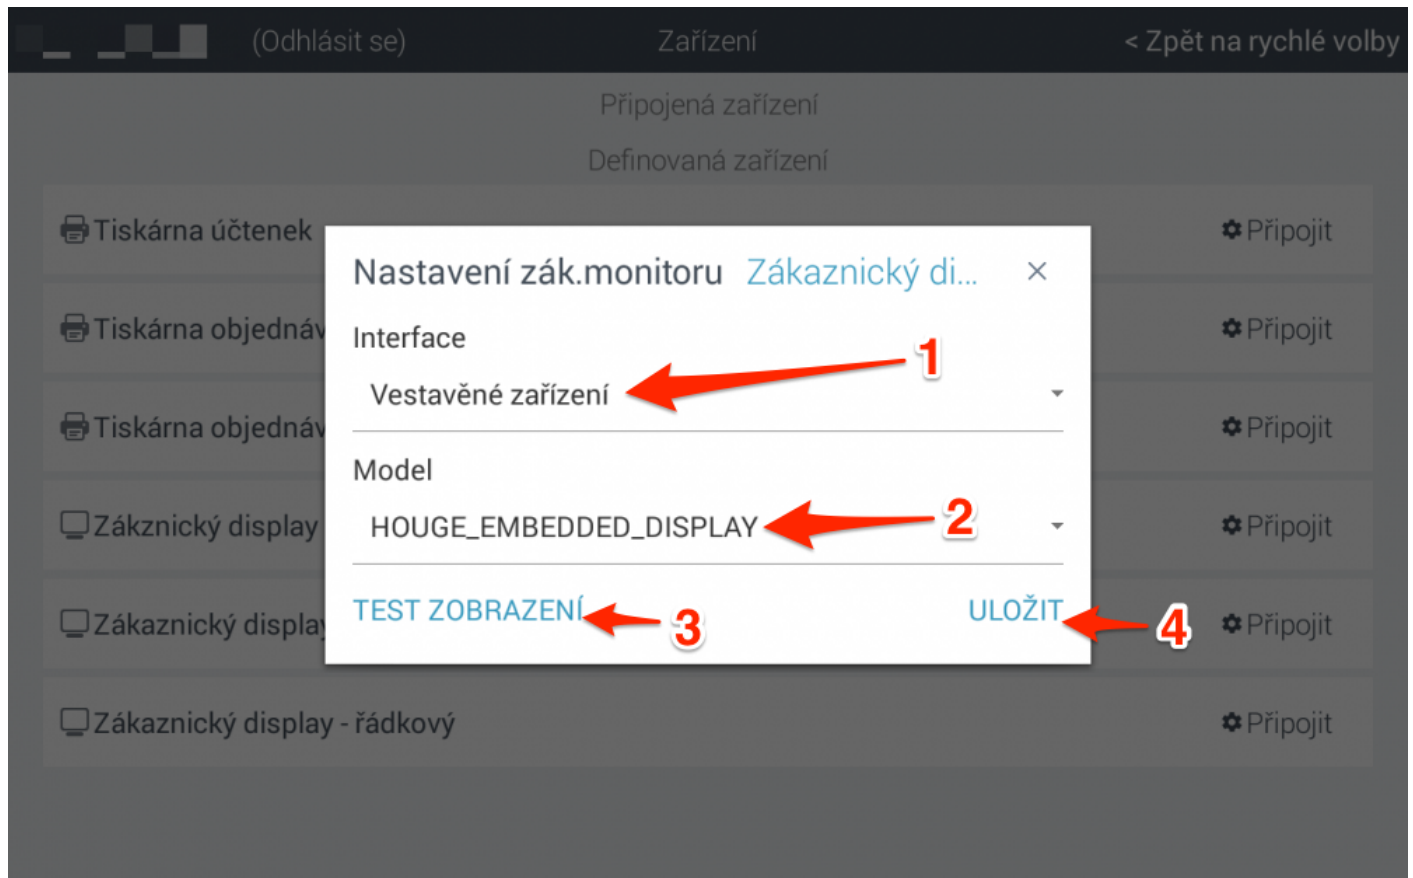 (Odhlásit se) Zařízení < Zpět na rychlé volby
Připojená zařízení
Definovaná zařízení
Tiskárna účtenek Připojit
Nastavení zák.monitoru Zákaznický di... ×
Interface
1
Tiskárna objednáv Připojit
Vestavěné zařízení
Tiskárna objednáv Připojit
Model
Zákznický display Připojit
HOUGE_EMBEDDED_DISPLAY 2
TEST ZOBRAZENÍ 3 ULOŽIT 4
Zákaznický display Připojit
Zákaznický display - řádkový Připojit